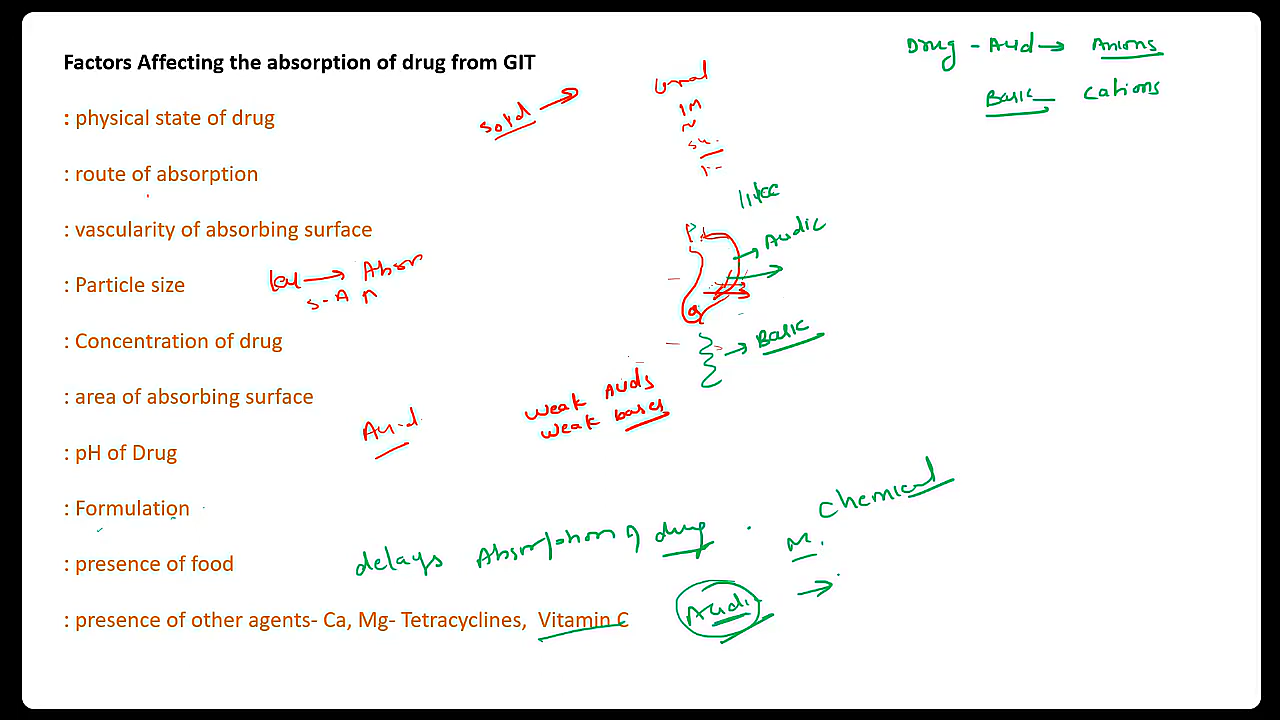 Factors Affecting the absorption of drug from GIT
Drug - Acid → Anions
Basic cations
: physical state of drug
Solid →
IM
: route of absorption
: vascularity of absorbing surface
Acidic
: Particle size
→ Absor
S-A
: Concentration of drug
→ Basic
: area of absorbing surface
Weak Acids
Weak bases
Acid
: pH of Drug
: Formulation
Chemical
delays Absorption of drug
: presence of food
: presence of other agents- Ca, Mg- Tetracyclines, Vitamin C
Acidic →